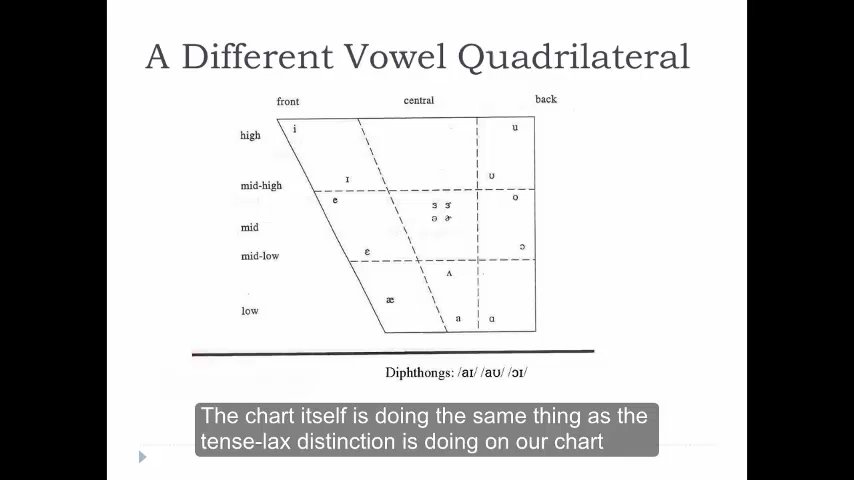 A Different Vowel Quadrilateral
front central back
high i u
ɪ ʊ
mid-high
e o
ɜ ɝ
ə ɚ
mid
ɔ
mid-low ɛ
ʌ
æ
low a ɑ
Diphthongs: /aɪ/ /aʊ/ /ɔɪ/
The chart itself is doing the same thing as the
tense-lax distinction is doing on our chart